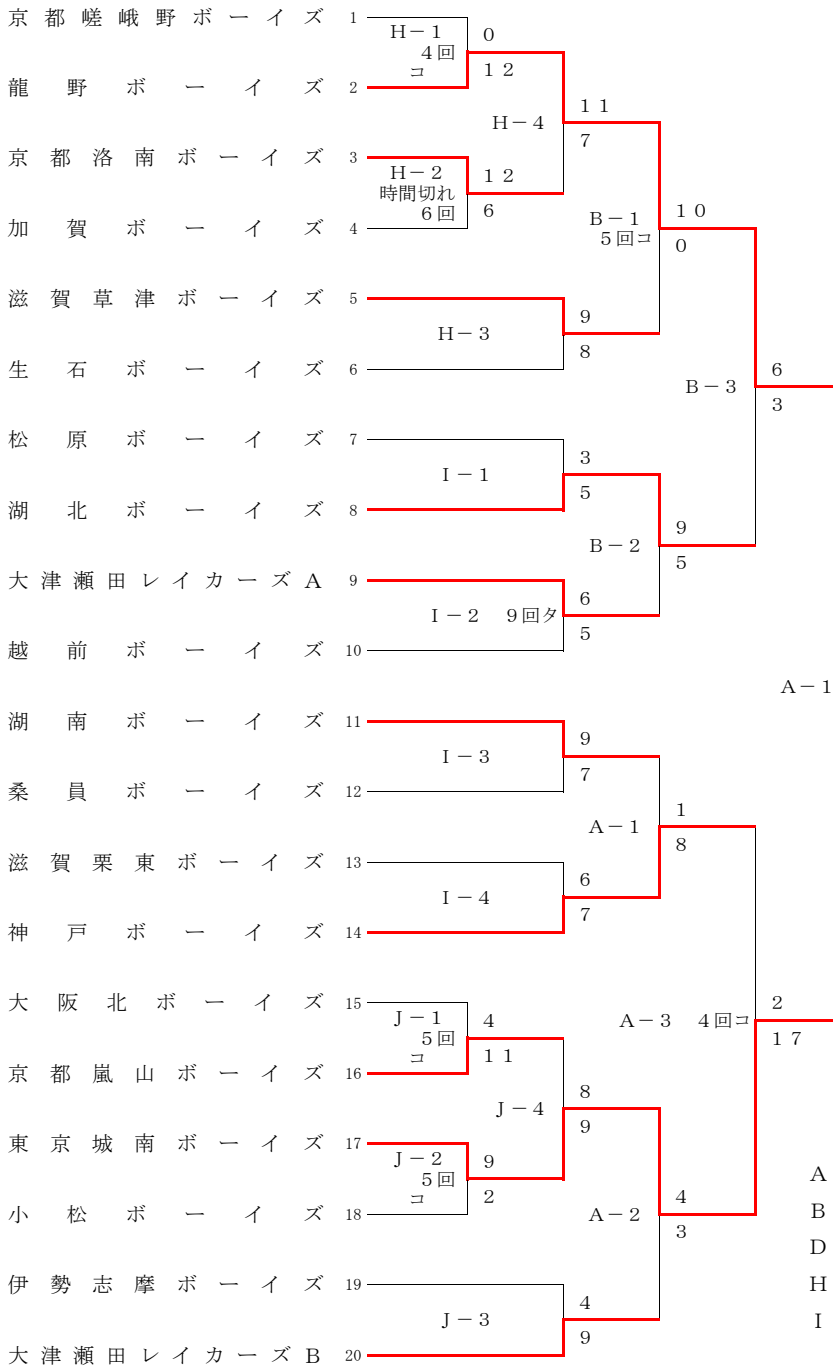 京都嵯峨野ボーイズ 1
H-1 0
4回
コ 12
龍野ボーイズ 2
11
H-4
7
京都洛南ボーイズ 3
H-2 12
時間切れ
6回 6
B-1 10
加賀ボーイズ 4
5回コ 0
滋賀草津ボーイズ 5
9
H-3
8
生石ボーイズ 6
6
B-3
3
松原ボーイズ 7
3
I-1
5
湖北ボーイズ 8
9
B-2
5
大津瀬田レイカーズA 9
6
I-2 9回タ
5
越前ボーイズ 10
A-1
湖南ボーイズ 11
9
I-3
7
桑員ボーイズ 12
1
A-1
8
滋賀栗東ボーイズ 13
6
I-4
7
神戸ボーイズ 14
大阪北ボーイズ 15
2
J-1 4
A-3 4回コ
5回
17
コ 11
京都嵐山ボーイズ 16
8
J-4
9
東京城南ボーイズ 17
J-2 9
5回
A
コ 2
4
小松ボーイズ 18
A-2
B
3
D
伊勢志摩ボーイズ 19
H
4
J-3
I
9
大津瀬田レイカーズB 20